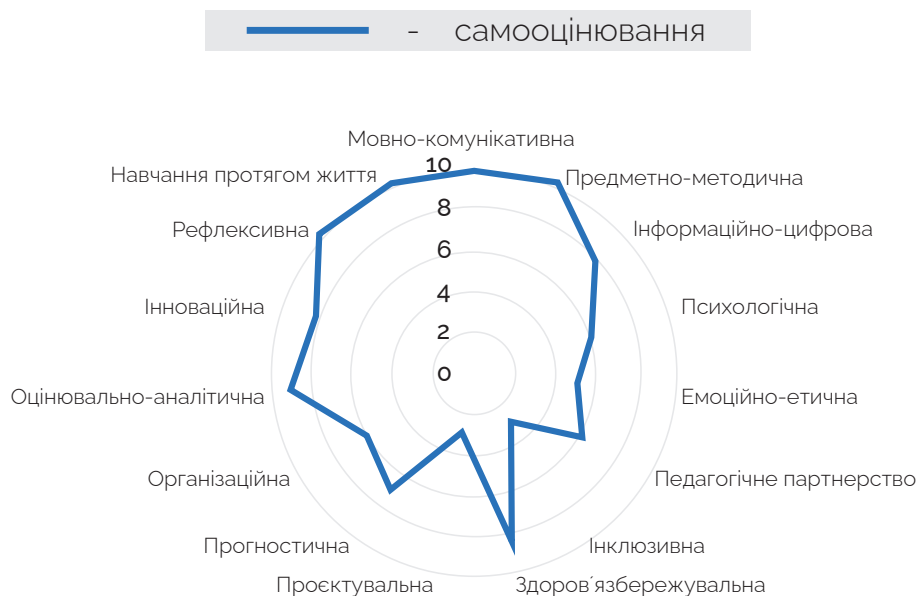 - самооцінювання
Мовно-комунікативна
Навчання протягом життя
10
Предметно-методична
Рефлексивна
8
Інформаційно-цифрова
6
Інноваційна
4
Психологічна
2
0
Оцінювально-аналітична
Емоційно-етична
Організаційна
Педагогічне партнерство
Прогностична
Інклюзивна
Проєктувальна
Здоров´язбережувальна